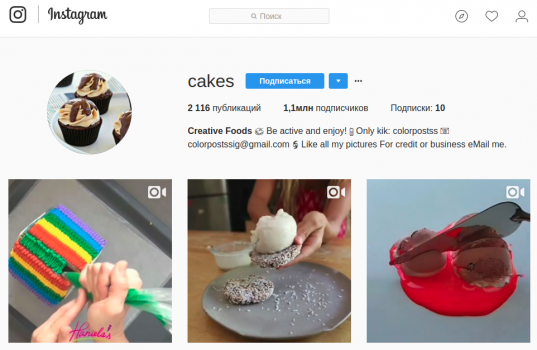 Instagram
Поиск
cakes Подписаться
2 116 публикаций 1,1млн подписчиков Подписки: 10
Creative Foods Be active and enjoy! Only kik: colorpostss
colorpostssig@gmail.com Like all my pictures For credit or business eMail me.
Haniela's